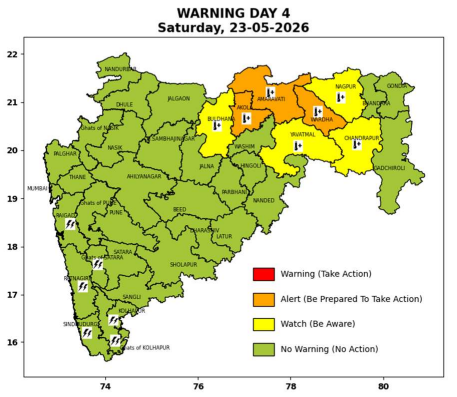 WARNING DAY 4
Saturday, 23-05-2026
22
21
20
19
18
17
16
74
76
78
80
NANDURBAR
DHULE
JALGAON
Ghats of NASIK
NASIK
PALGHAR
THANE
MUMBAI
AHILYANAGAR
JALNA
BULDHANA
AKOLA
AMARAVATI
NAGPUR
WARDHA
BHANDARA
GONDIA
WASHIM
YAVATMAL
CHANDRAPUR
GADCHIROLI
HINGOLI
PARBHANI
NANDED
BEED
Ghats of PUNE
PUNE
RAIGAD
DHARASHIV
LATUR
SATARA
Ghats of SATARA
SHOLAPUR
RATNAGIRI
SANGLI
KOLHAPUR
SINDHUDURG
Ghats of KOLHAPUR
Warning (Take Action)
Alert (Be Prepared To Take Action)
Watch (Be Aware)
No Warning (No Action)